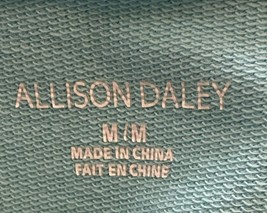 ALLISON DALEY
M/M
MADE IN CHINA
FAIT EN CHINE